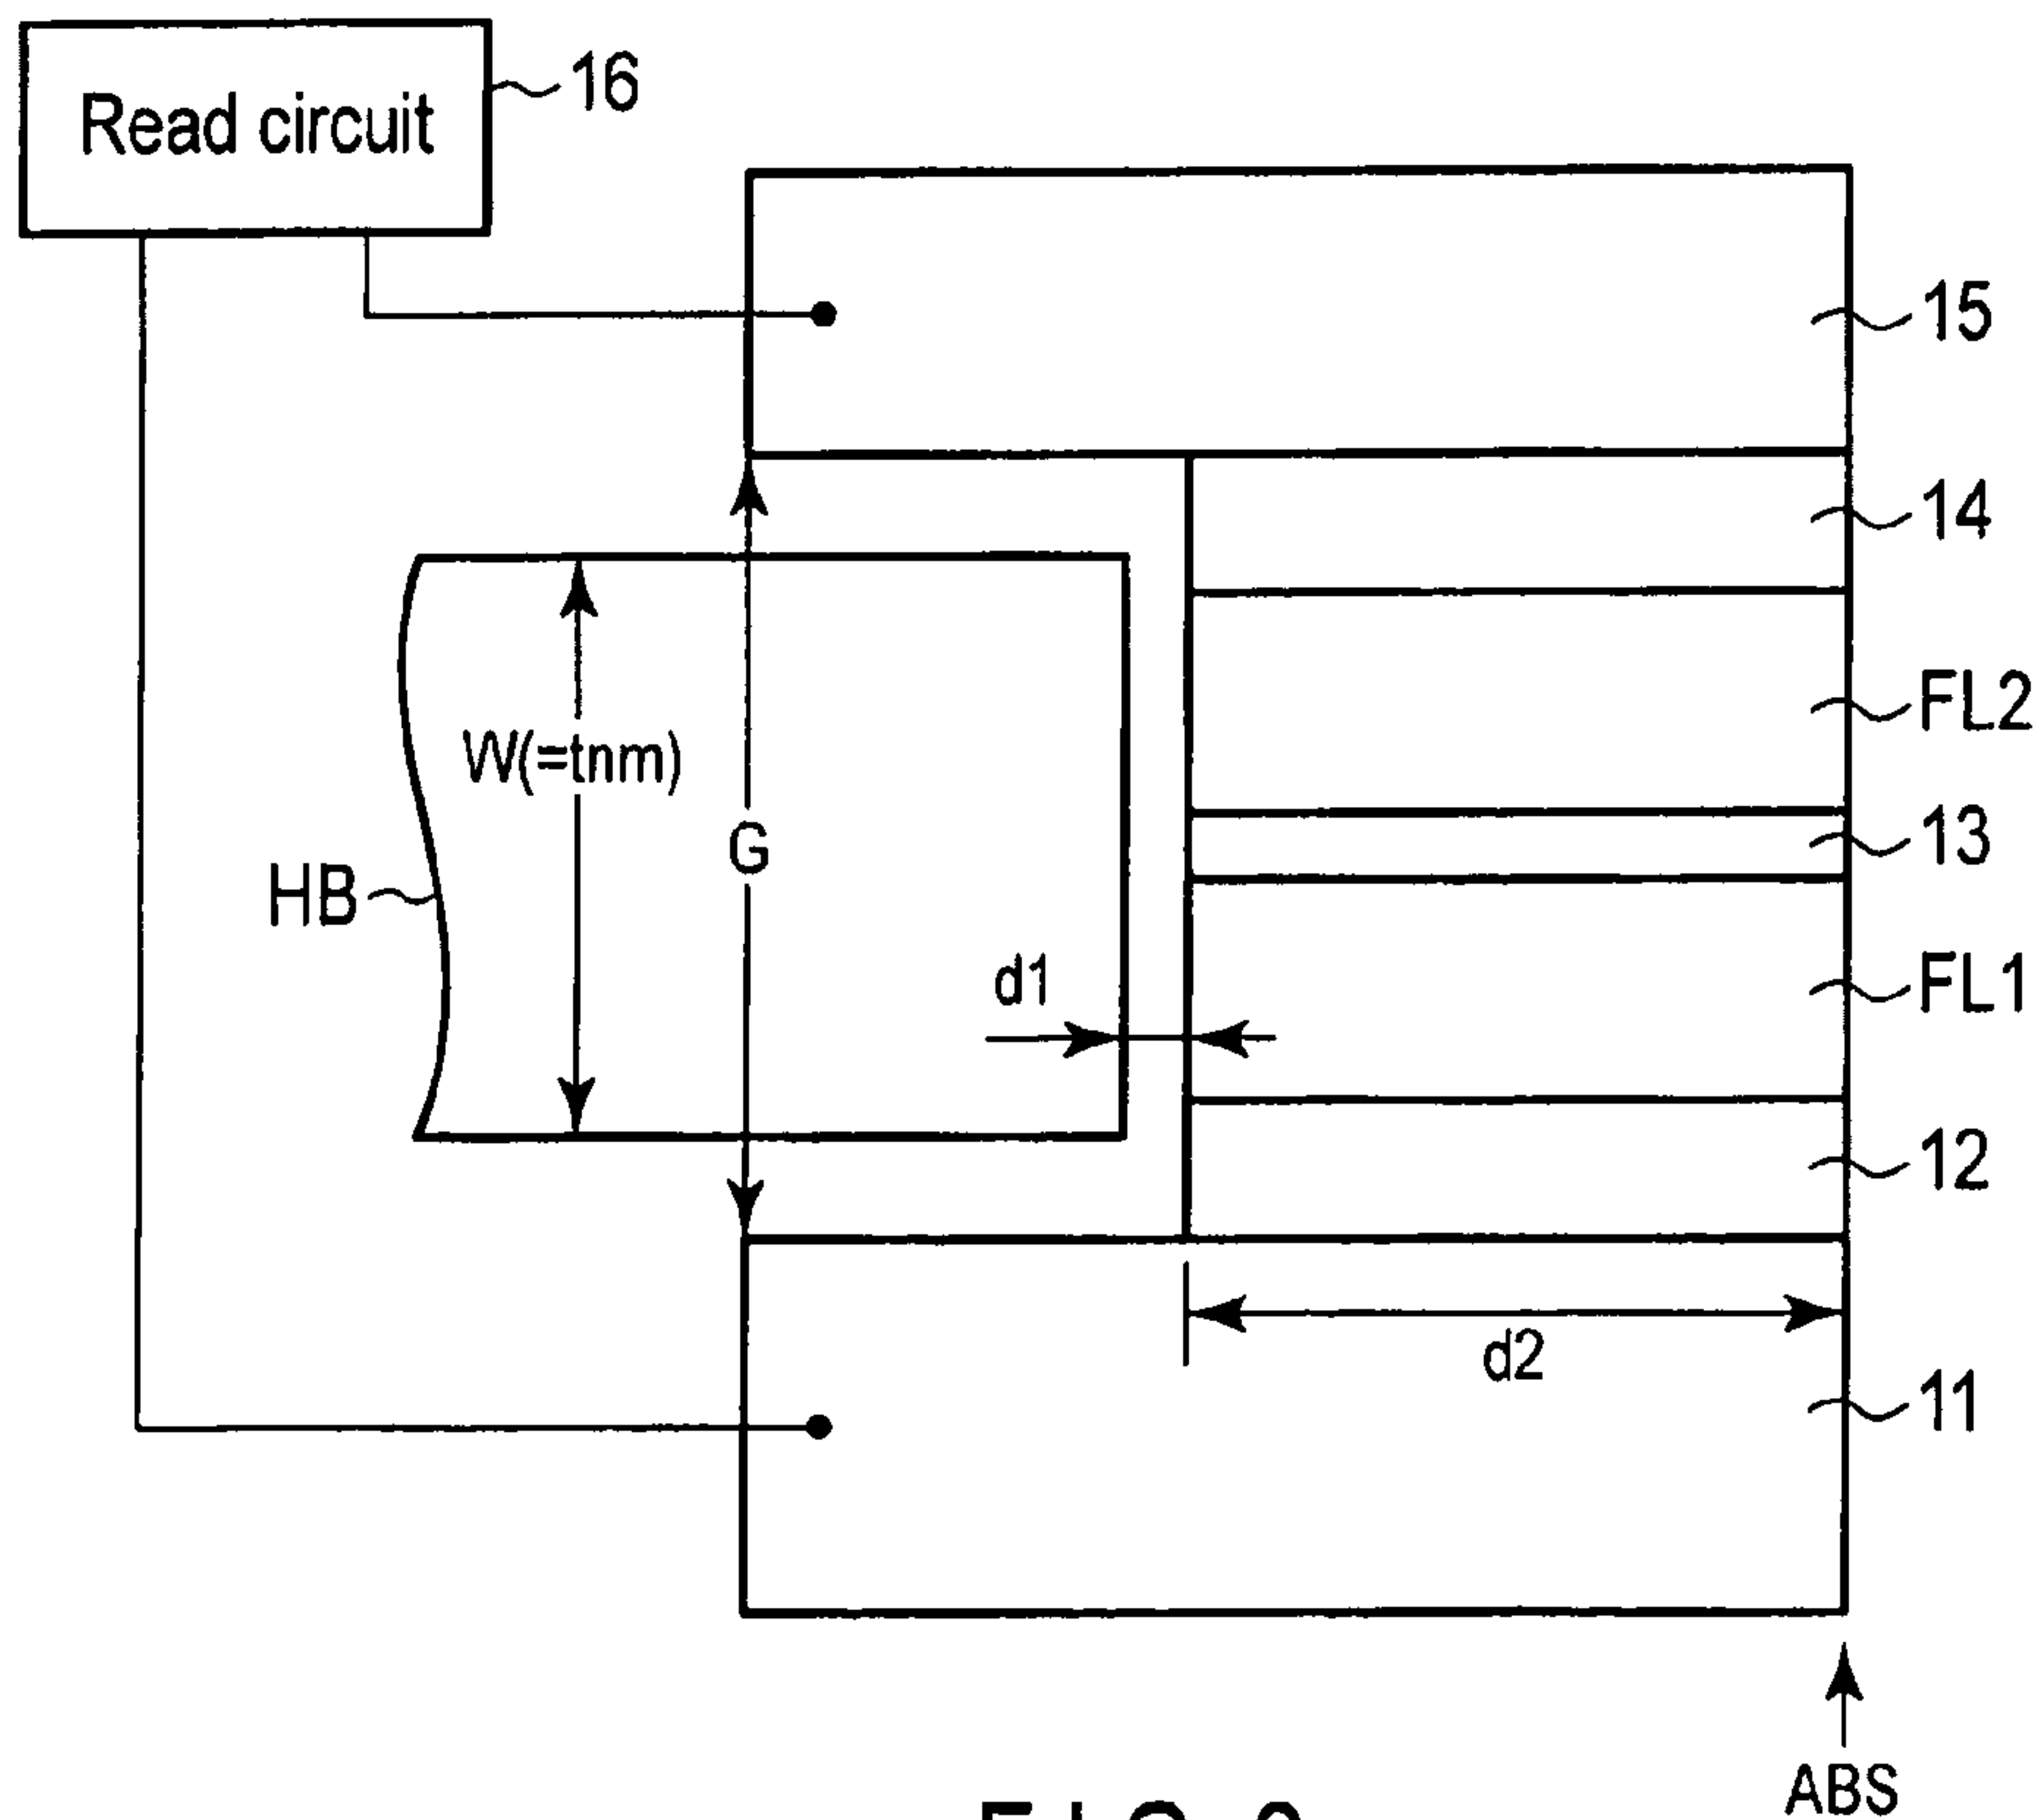 Read circuit
16
15
14
FL2
W(=tnm)
13
G
HB
d1
FL1
12
d2
11
ABS